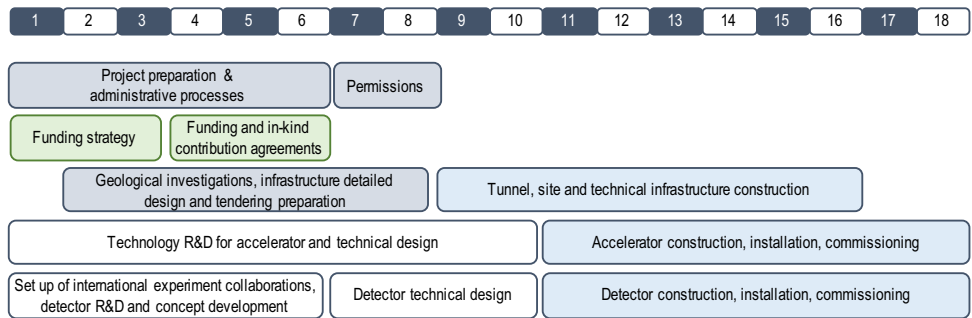 1 2 3 4 5 6 7 8 9 10 11 12 13 14 15 16 17 18
Project preparation &
administrative processes
Permissions
Funding strategy
Funding and in-kind
contribution agreements
Geological investigations, infrastructure detailed
design and tendering preparation
Tunnel, site and technical infrastructure construction
Technology R&D for accelerator and technical design
Accelerator construction, installation, commissioning
Set up of international experiment collaborations,
detector R&D and concept development
Detector technical design
Detector construction, installation, commissioning